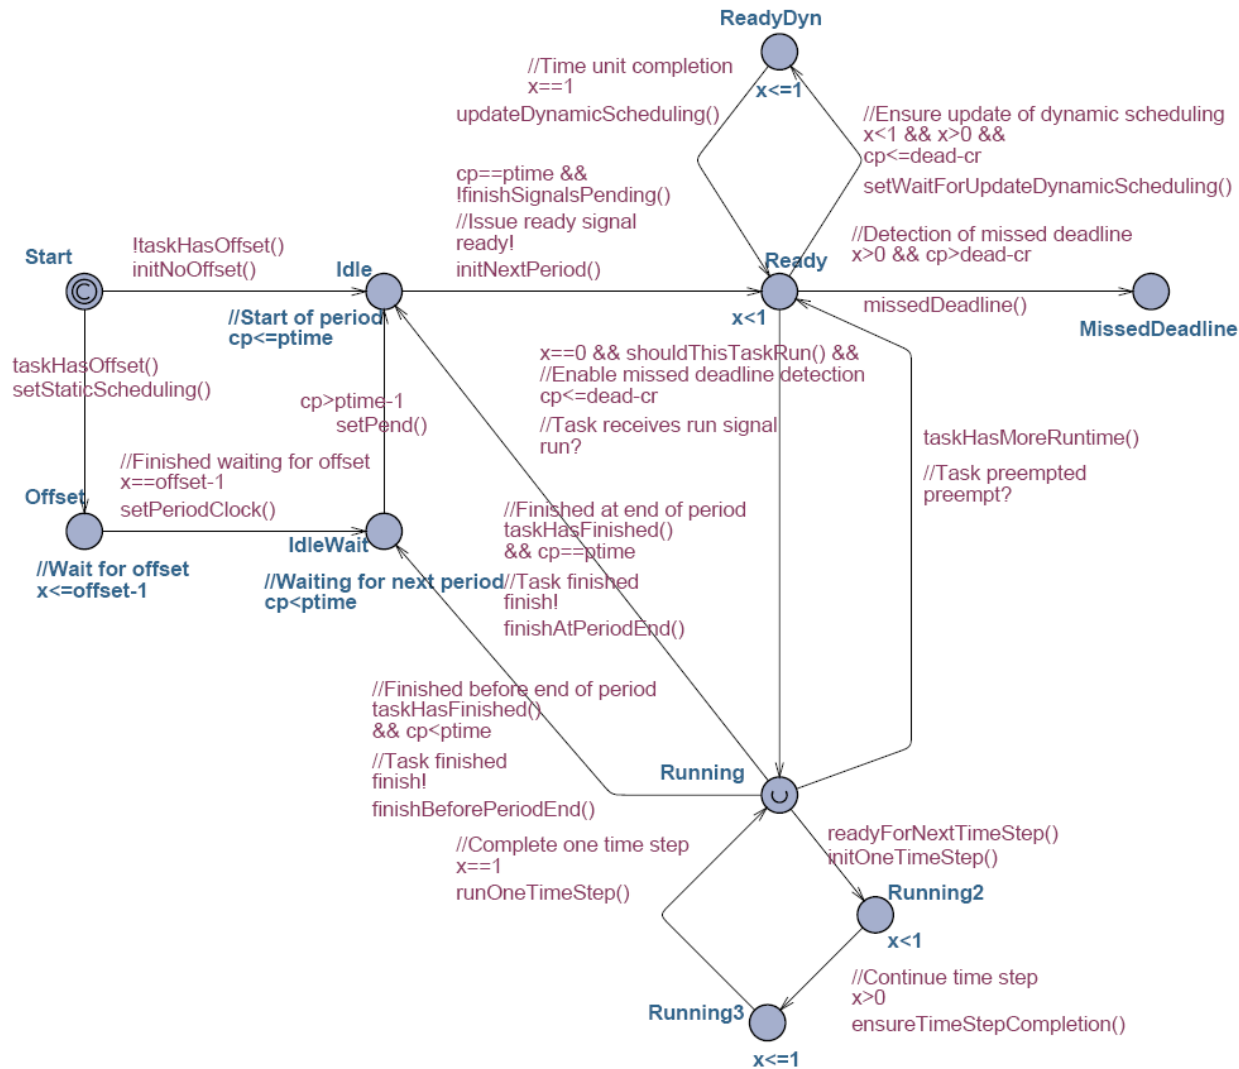 ReadyDyn
//Time unit completion
x==1
updateDynamicScheduling()
x<=1
//Ensure update of dynamic scheduling
x<1 && x>0 &&
cp<=dead-cr
setWaitForUpdateDynamicScheduling()
cp==ptime &&
!finishSignalsPending()
//Issue ready signal
ready!
initNextPeriod()
//Detection of missed deadline
x>0 && cp>dead-cr
Start
!taskHasOffset()
initNoOffset()
Idle
Ready
missedDeadline()
MissedDeadline
//Start of period
cp<=ptime
x<1
taskHasOffset()
setStaticScheduling()
cp>ptime-1
setPend()
x==0 && shouldThisTaskRun() &&
//Enable missed deadline detection
cp<=dead-cr
//Task receives run signal
run?
taskHasMoreRuntime()
//Task preempted
preempt?
//Finished waiting for offset
x==offset-1
setPeriodClock()
Offset
IdleWait
//Wait for offset
x<=offset-1
//Waiting for next period
cp<ptime
//Finished at end of period
taskHasFinished()
&& cp==ptime
//Task finished
finish!
finishAtPeriodEnd()
//Finished before end of period
taskHasFinished()
&& cp<ptime
//Task finished
finish!
finishBeforePeriodEnd()
Running
//Complete one time step
x==1
runOneTimeStep()
readyForNextTimeStep()
initOneTimeStep()
Running2
x<1
//Continue time step
x>0
ensureTimeStepCompletion()
Running3
x<=1